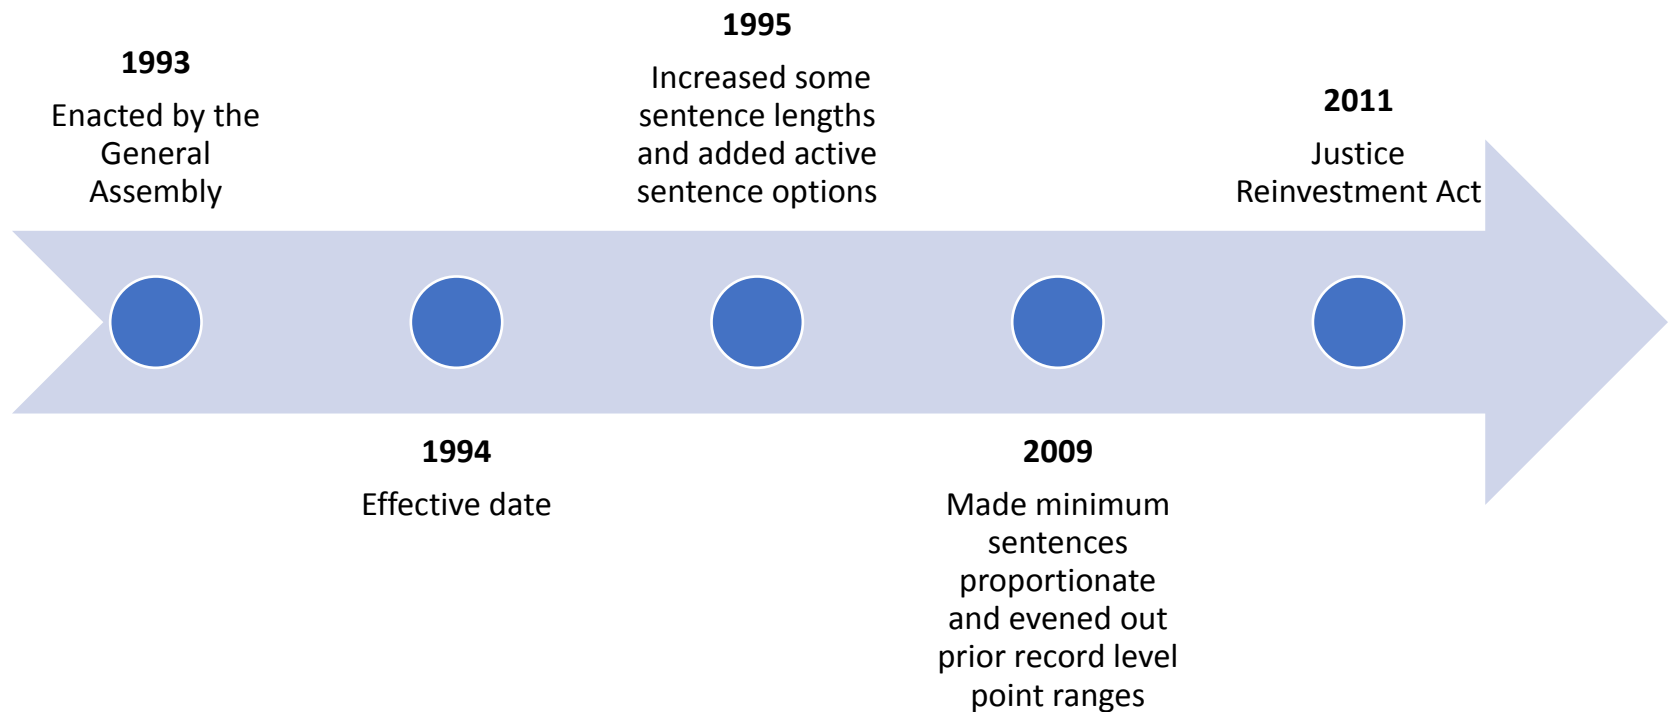 1993
Enacted by the
General
Assembly
1994
Effective date
1995
Increased some
sentence lengths
and added active
sentence options
2009
Made minimum
sentences
proportionate
and evened out
prior record level
point ranges
2011
Justice
Reinvestment Act